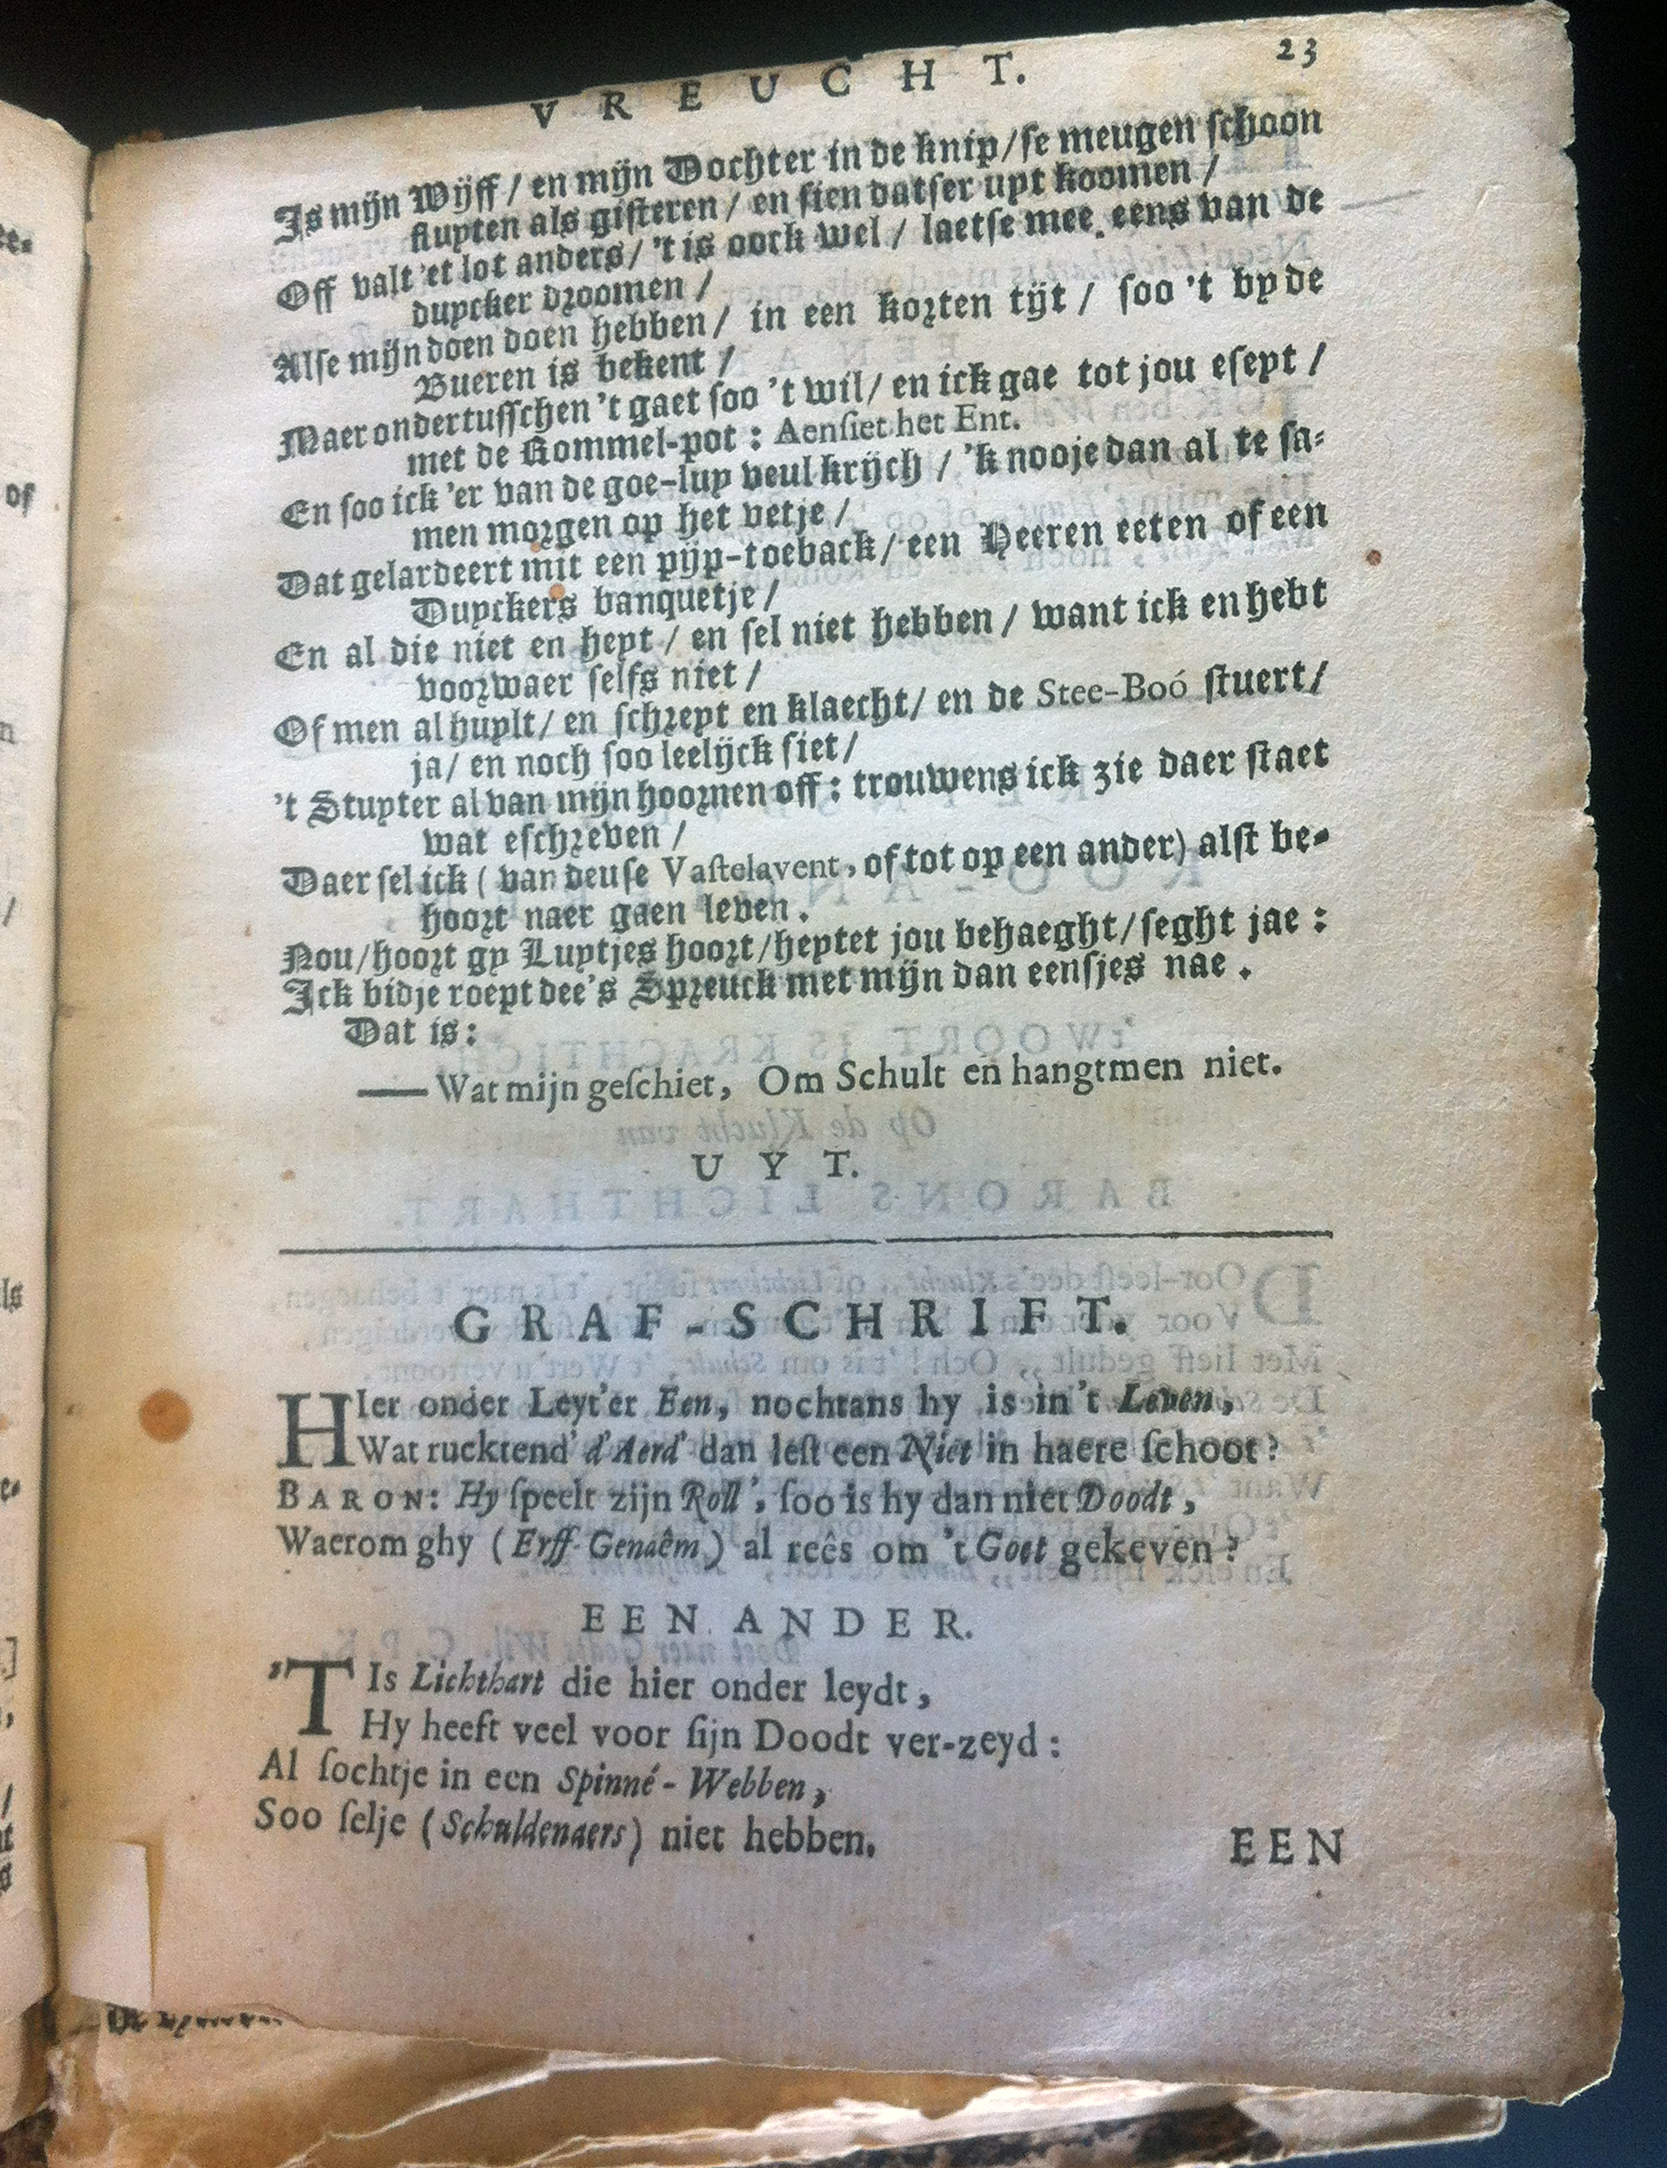 VREUCHT. 23
Is mijn Wijff / en mijn Dochter in de knip / se meugen schoon
sluyten als gisteren / en sien datser uyt koomen /
Off valt 'et lot anders / 't is oock wel / laetse mee eens van de
duycker droomen /
Alse mijn doen doen hebben / in een korten tijt / soo 't by de
Bueren is bekent /
Maer ondertusschen 't gaet soo 't wil / en ick gae tot jou eseyt /
met de Rommel-pot : Aensiet het Ent.
En soo ick 'er van de goe-luy veul krijch / 'k nooje dan al te sa-
men morgen op het vetje /
Dat gelardeert mit een pijp-toeback / een Heeren eeten of een
Duyckers banquetje /
En al die niet en heyt / en sel niet hebben / want ick en hebt
voorwaer selfs niet /
Of men al huylt / en schreyt en klaecht / en de Stee-Boó stuert /
ja / en noch soo leelijck siet /
't Stuyter al van mijn hoornen off : trouwens ick zie daer staet
wat eschreven /
Daer sel ick ( van deuse Vastelavent, of tot op een ander) alst be-
hoort naer gaen leven.
Nou / hoort gy Luytjes hoort / heytet jou behaeght / seght jae :
Ick bidje roept dee's Spreuck met mijn dan eensjes nae.
Dat is :
—— Wat mijn geschiet, Om Schult en hangtmen niet.
UYT.
GRAF-SCHRIFT.
HIer onder Leyt'er Een, nochtans hy is in 't Leven,
Wat rucktend' d'Aerd' dan lest een Niet in haere schoot?
BARON: Hy speelt zijn Roll', soo is hy dan niet Doodt,
Waerom ghy (Erff-Genaêm) al reês om 't Goet gekeven?
EEN ANDER.
'T Is Lichthart die hier onder leydt,
Hy heeft veel voor sijn Doodt ver-zeyd :
Al sochtje in een Spinné-Webben,
Soo selje (Schuldenaers) niet hebben.
EEN